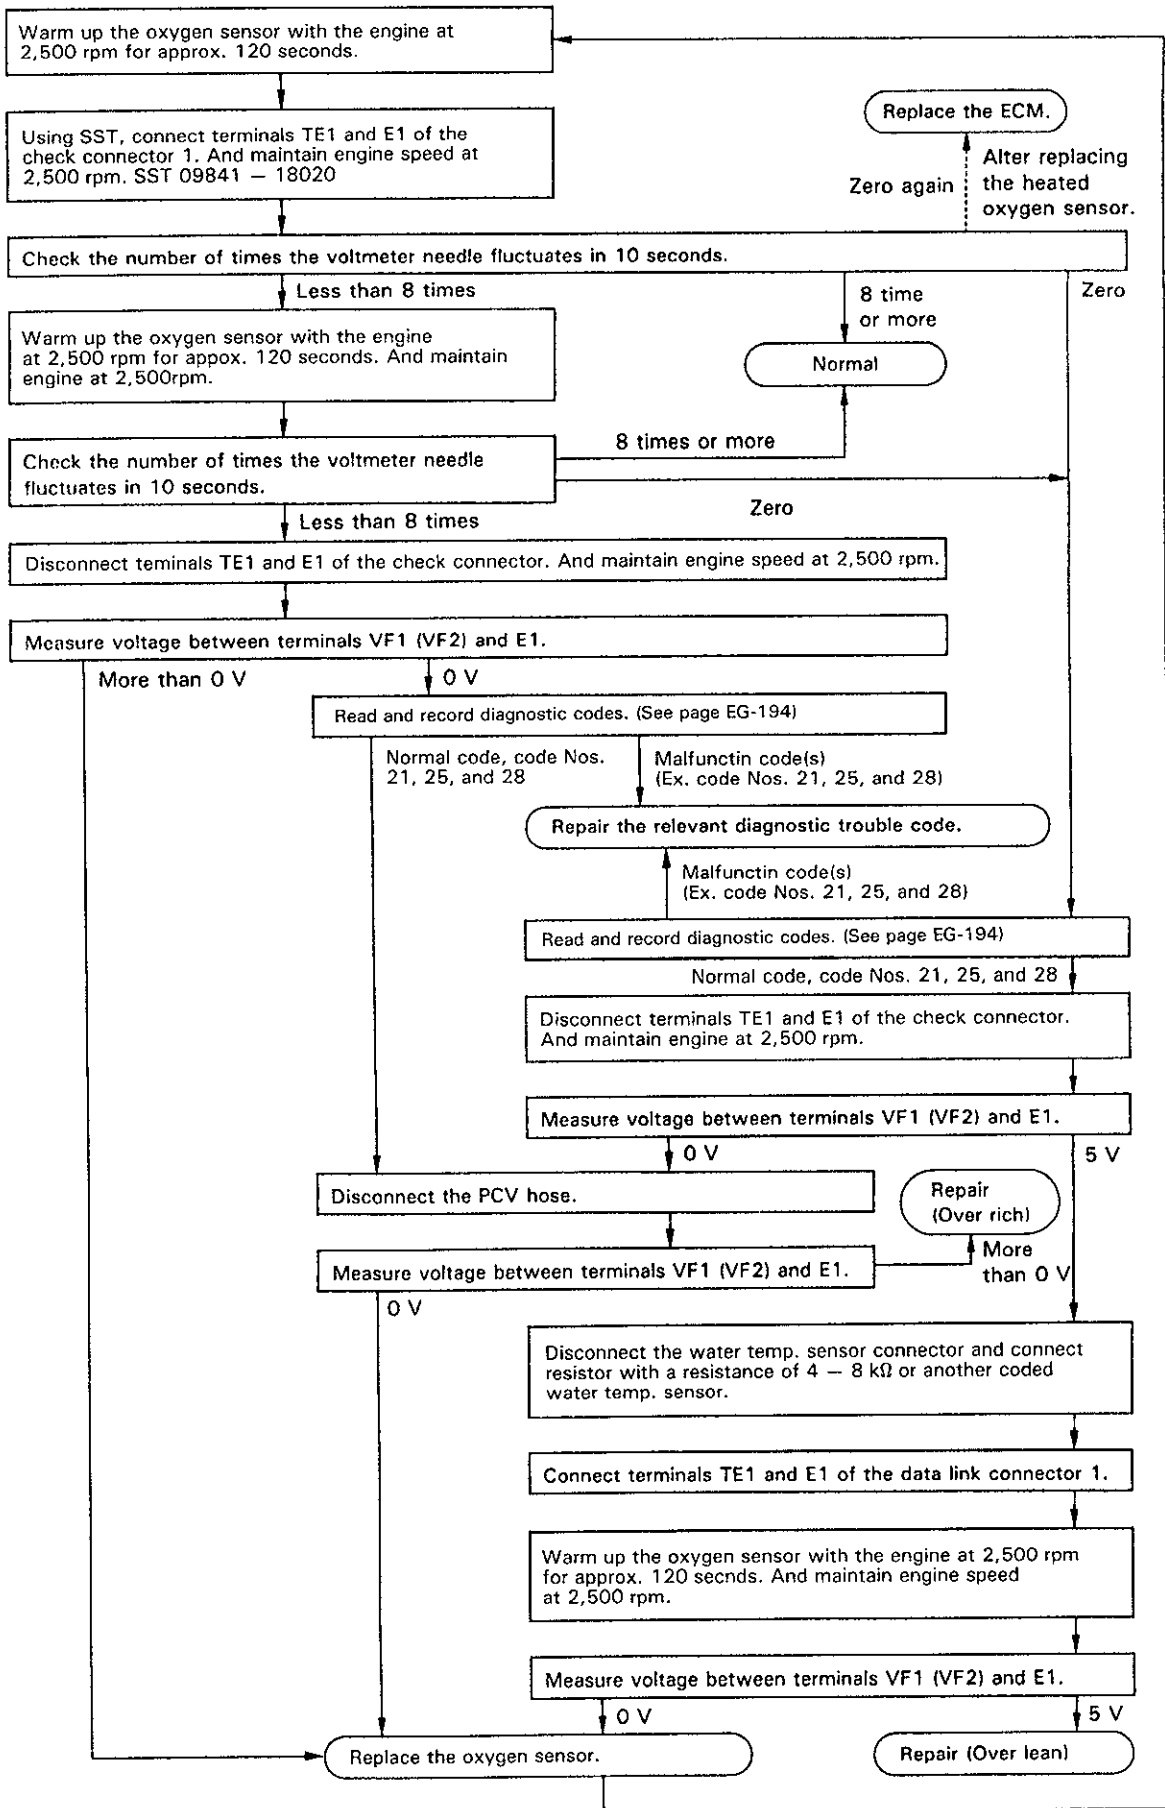 Warm up the oxygen sensor with the engine at
2,500 rpm for approx. 120 seconds.
Using SST, connect terminals TE1 and E1 of the
check connector 1. And maintain engine speed at
2,500 rpm. SST 09841 – 18020
Replace the ECM.
Zero again
Alter replacing
the heated
oxygen sensor.
Check the number of times the voltmeter needle fluctuates in 10 seconds.
Less than 8 times
8 time
or more
Zero
Warm up the oxygen sensor with the engine
at 2,500 rpm for appox. 120 seconds. And maintain
engine at 2,500rpm.
Normal
Check the number of times the voltmeter needle
fluctuates in 10 seconds.
8 times or more
Zero
Less than 8 times
Disconnect teminals TE1 and E1 of the check connector. And maintain engine speed at 2,500 rpm.
Measure voltage between terminals VF1 (VF2) and E1.
More than 0 V
0 V
Read and record diagnostic codes. (See page EG-194)
Normal code, code Nos.
21, 25, and 28
Malfunctin code(s)
(Ex. code Nos. 21, 25, and 28)
Repair the relevant diagnostic trouble code.
Malfunctin code(s)
(Ex. code Nos. 21, 25, and 28)
Read and record diagnostic codes. (See page EG-194)
Normal code, code Nos. 21, 25, and 28
Disconnect terminals TE1 and E1 of the check connector.
And maintain engine at 2,500 rpm.
Measure voltage between terminals VF1 (VF2) and E1.
0 V
5 V
Disconnect the PCV hose.
Repair
(Over rich)
Measure voltage between terminals VF1 (VF2) and E1.
More
than 0 V
0 V
Disconnect the water temp. sensor connector and connect
resistor with a resistance of 4 – 8 kΩ or another coded
water temp. sensor.
Connect terminals TE1 and E1 of the data link connector 1.
Warm up the oxygen sensor with the engine at 2,500 rpm
for approx. 120 secnds. And maintain engine speed
at 2,500 rpm.
Measure voltage between terminals VF1 (VF2) and E1.
0 V
5 V
Replace the oxygen sensor.
Repair (Over lean)